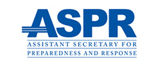 ASPR
ASSISTANT SECRETARY FOR
PREPAREDNESS AND RESPONSE